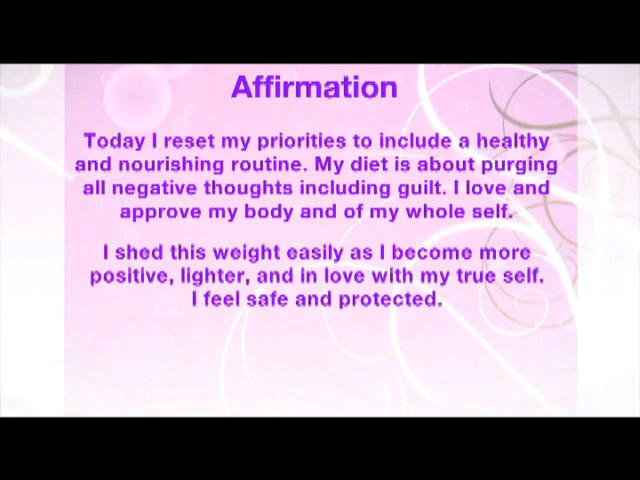 Affirmation
Today I reset my priorities to include a healthy
and nourishing routine. My diet is about purging
all negative thoughts including guilt. I love and
approve my body and of my whole self.
I shed this weight easily as I become more
positive, lighter, and in love with my true self.
I feel safe and protected.